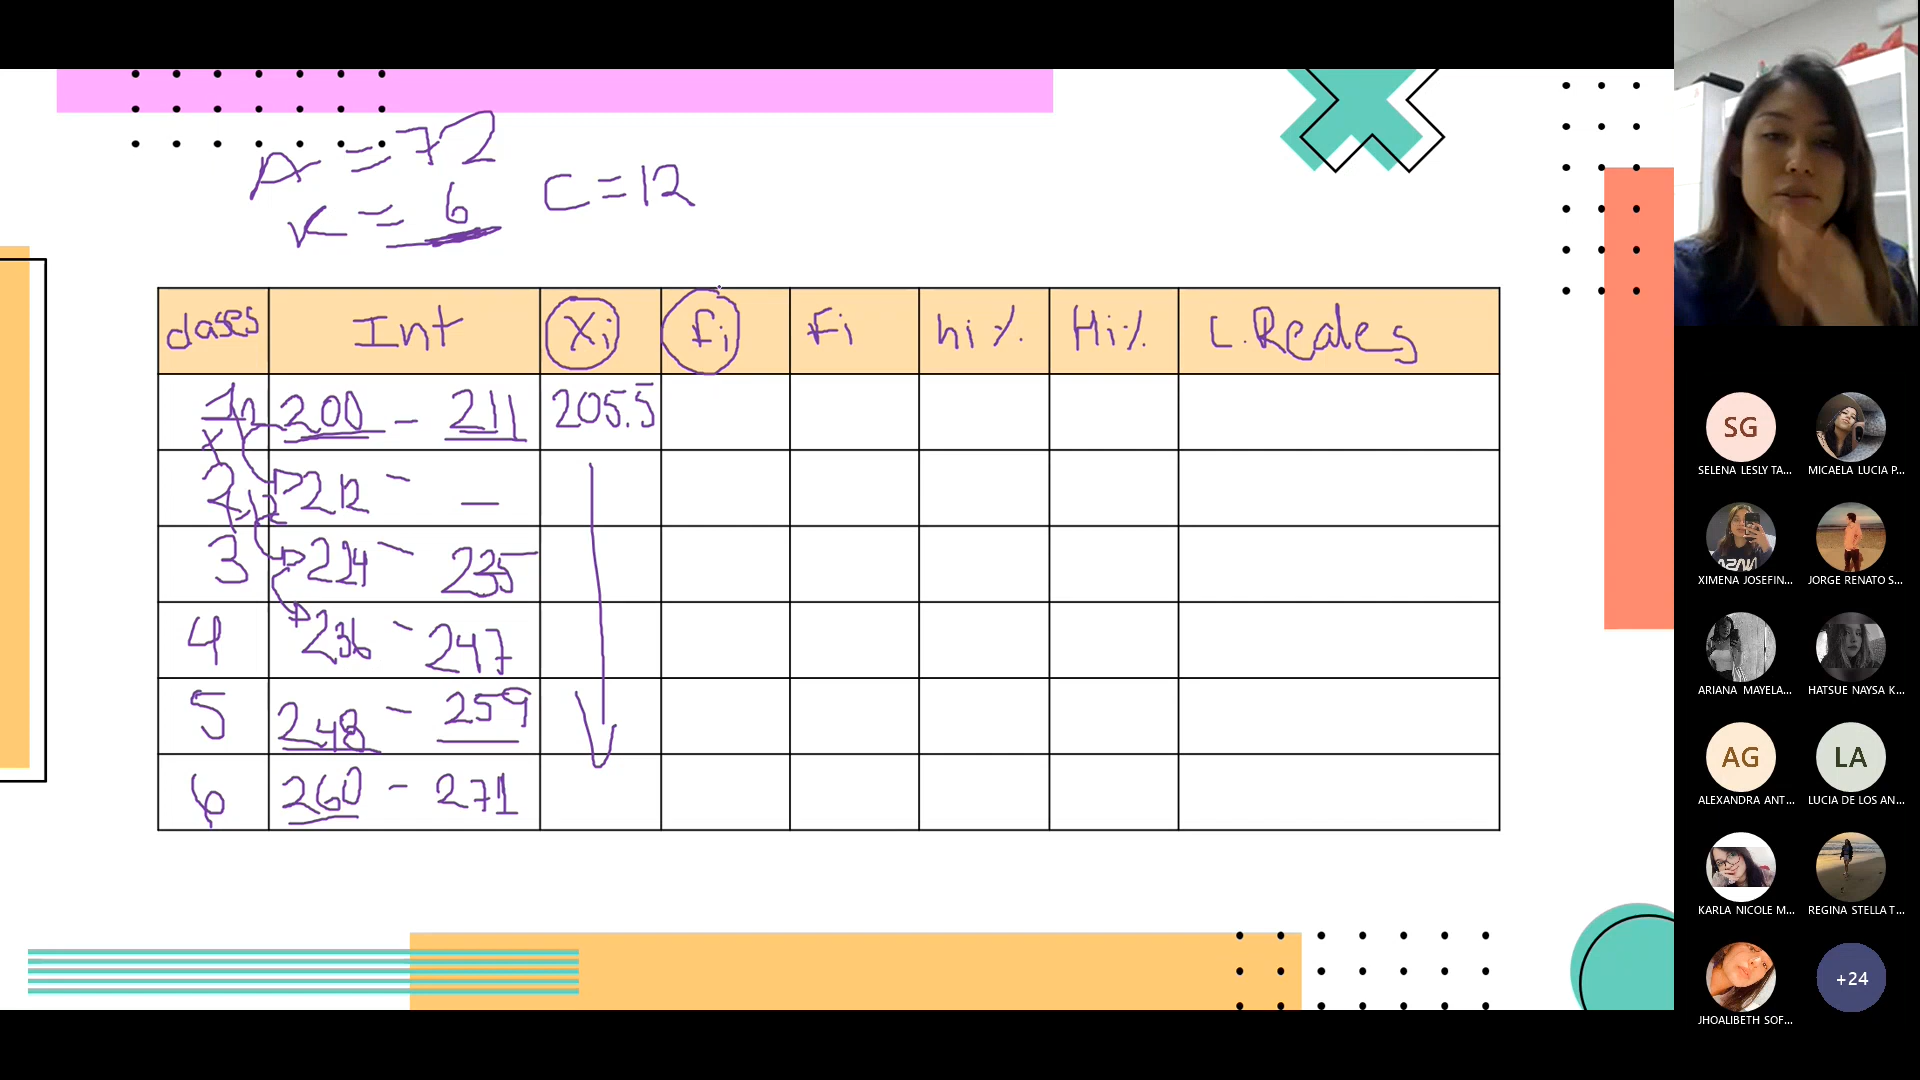 A = 72
K = 6
C = 12
clases Int Xi fi Fi hi% Hi% L.Reales
1 200 - 211 205.5
2 212 - _
3 224 - 235
4 236 - 247
5 248 - 259
6 260 - 271
SG
SELENA LESLY TA...
MICAELA LUCIA P...
XIMENA JOSEFIN...
JORGE RENATO S...
ARIANA MAYELA...
HATSUE NAYSA K...
AG
LA
ALEXANDRA ANT...
LUCIA DE LOS AN...
KARLA NICOLE M...
REGINA STELLA T...
+24
JHOALIBETH SOF...